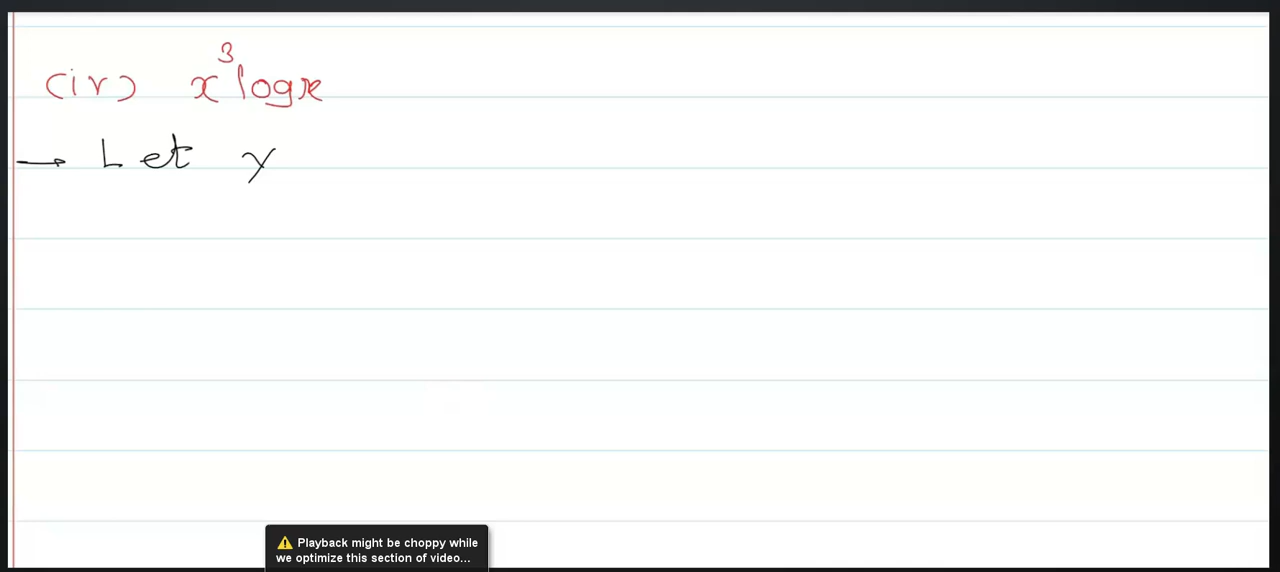 (iv) x³logx
→ Let y
⚠ Playback might be choppy while
we optimize this section of video...